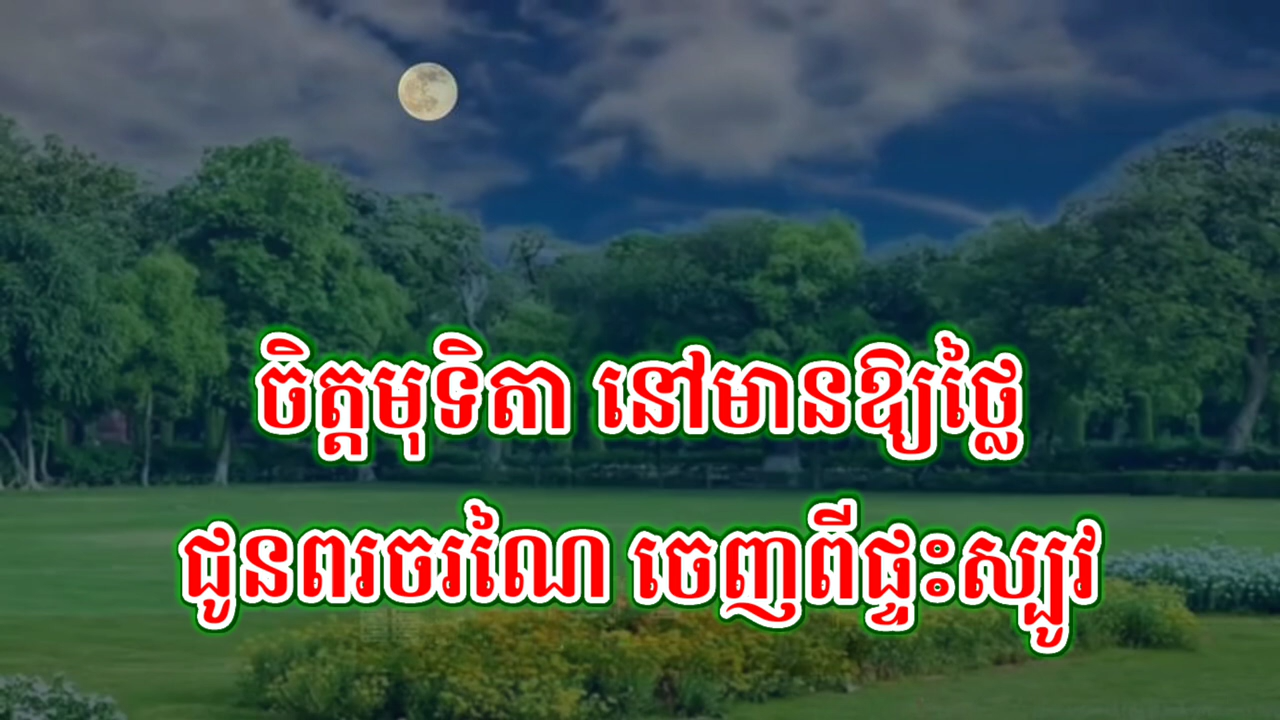 ចិត្តមុទិតា នៅមានឱ្យថ្លៃ
ជូនពរចរណៃ ចេញពីផ្ទះស្បូវ